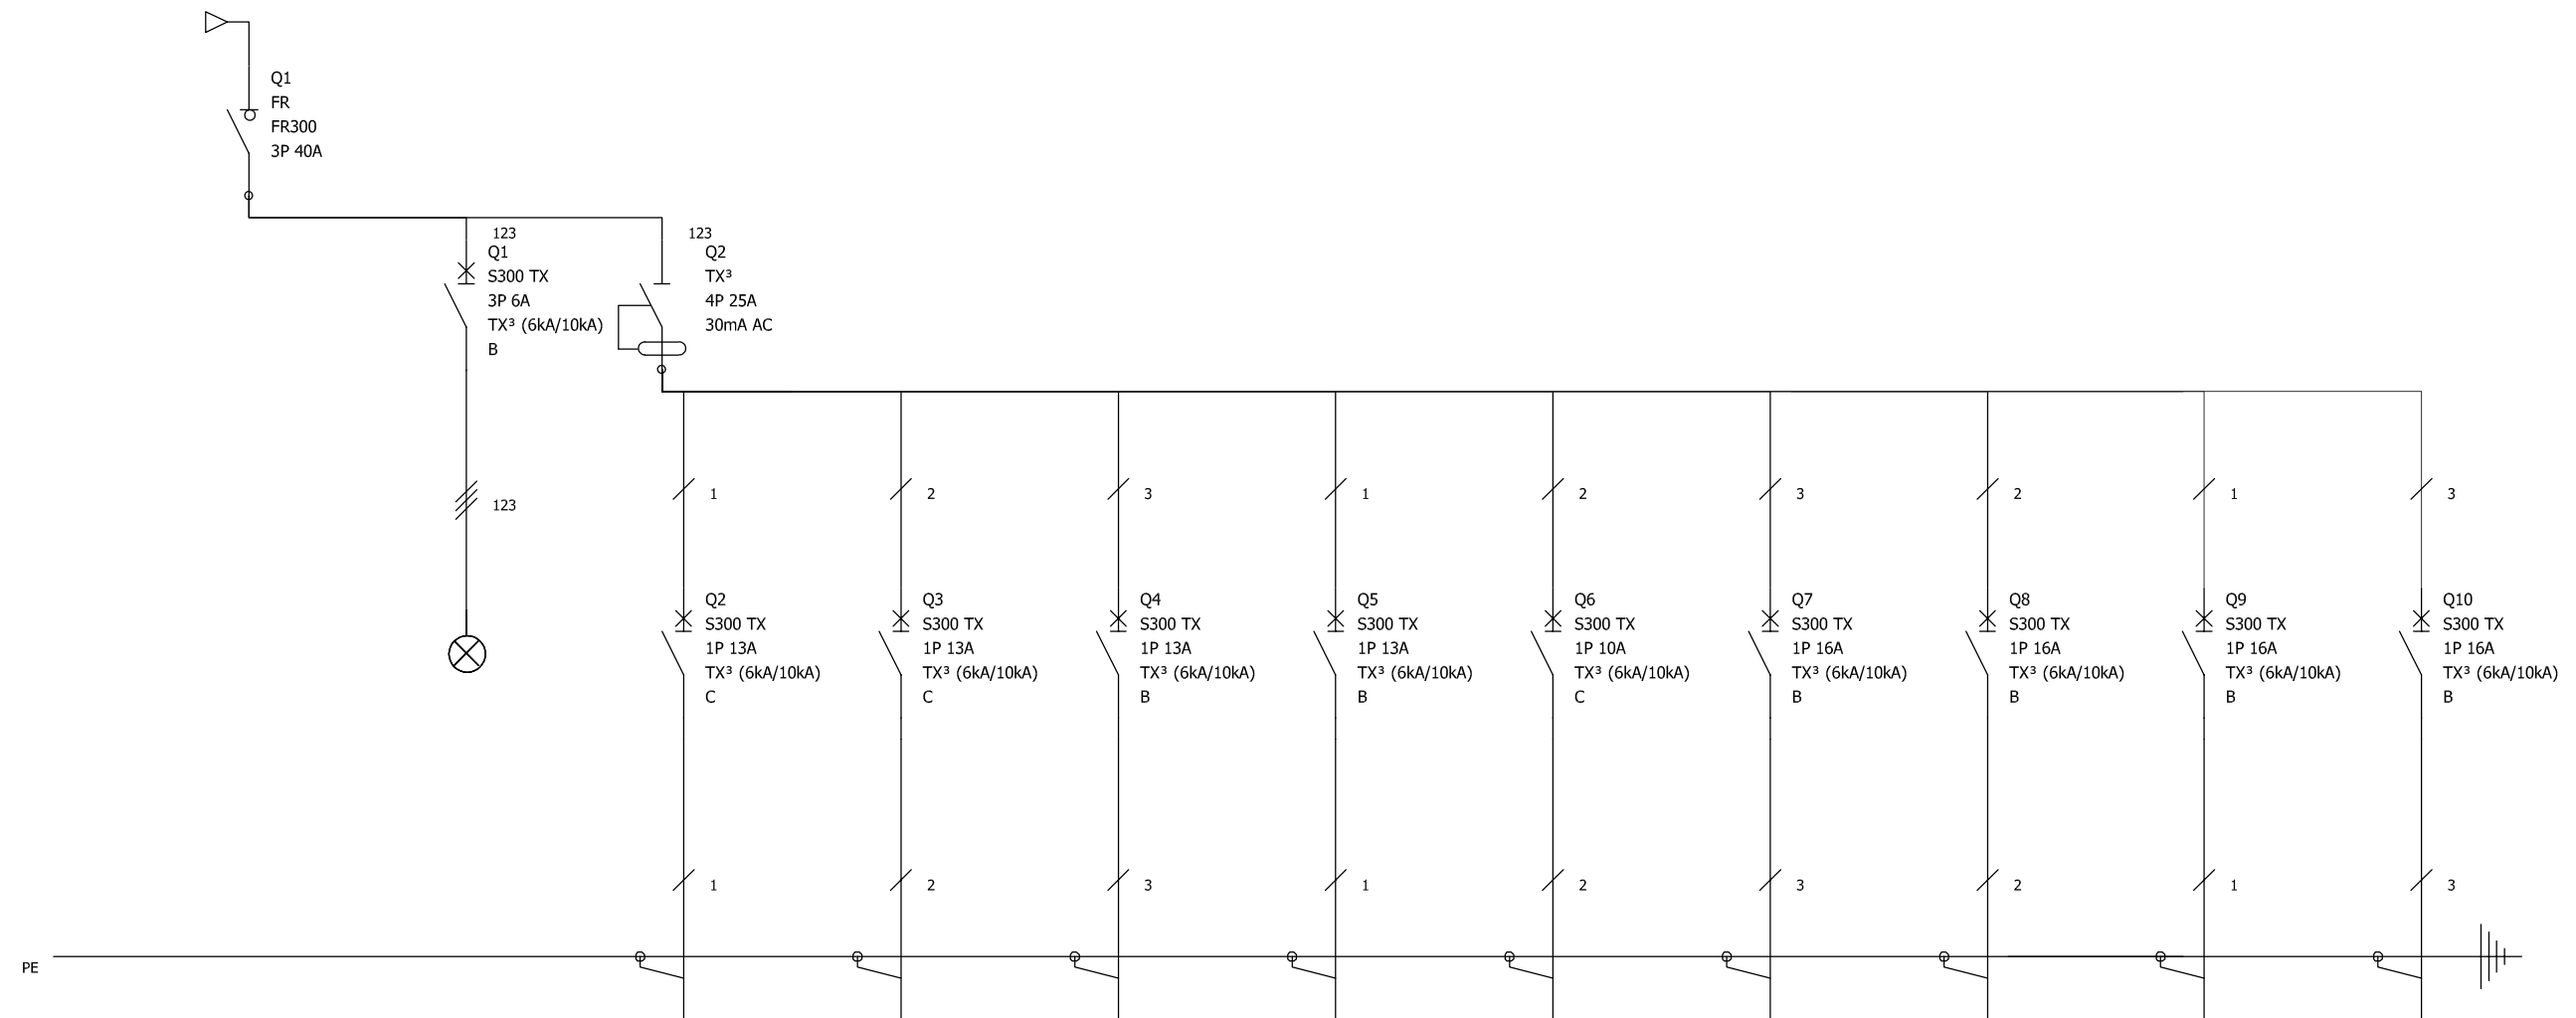 Q1
FR
FR300
3P 40A
123
Q1
S300 TX
3P 6A
TX³ (6kA/10kA)
B
123
Q2
TX³
4P 25A
30mA AC
123
1
2
3
1
2
3
2
1
3
Q2
S300 TX
1P 13A
TX³ (6kA/10kA)
C
Q3
S300 TX
1P 13A
TX³ (6kA/10kA)
C
Q4
S300 TX
1P 13A
TX³ (6kA/10kA)
B
Q5
S300 TX
1P 13A
TX³ (6kA/10kA)
B
Q6
S300 TX
1P 10A
TX³ (6kA/10kA)
C
Q7
S300 TX
1P 16A
TX³ (6kA/10kA)
B
Q8
S300 TX
1P 16A
TX³ (6kA/10kA)
B
Q9
S300 TX
1P 16A
TX³ (6kA/10kA)
B
Q10
S300 TX
1P 16A
TX³ (6kA/10kA)
B
1
2
3
1
2
3
2
1
3
PE